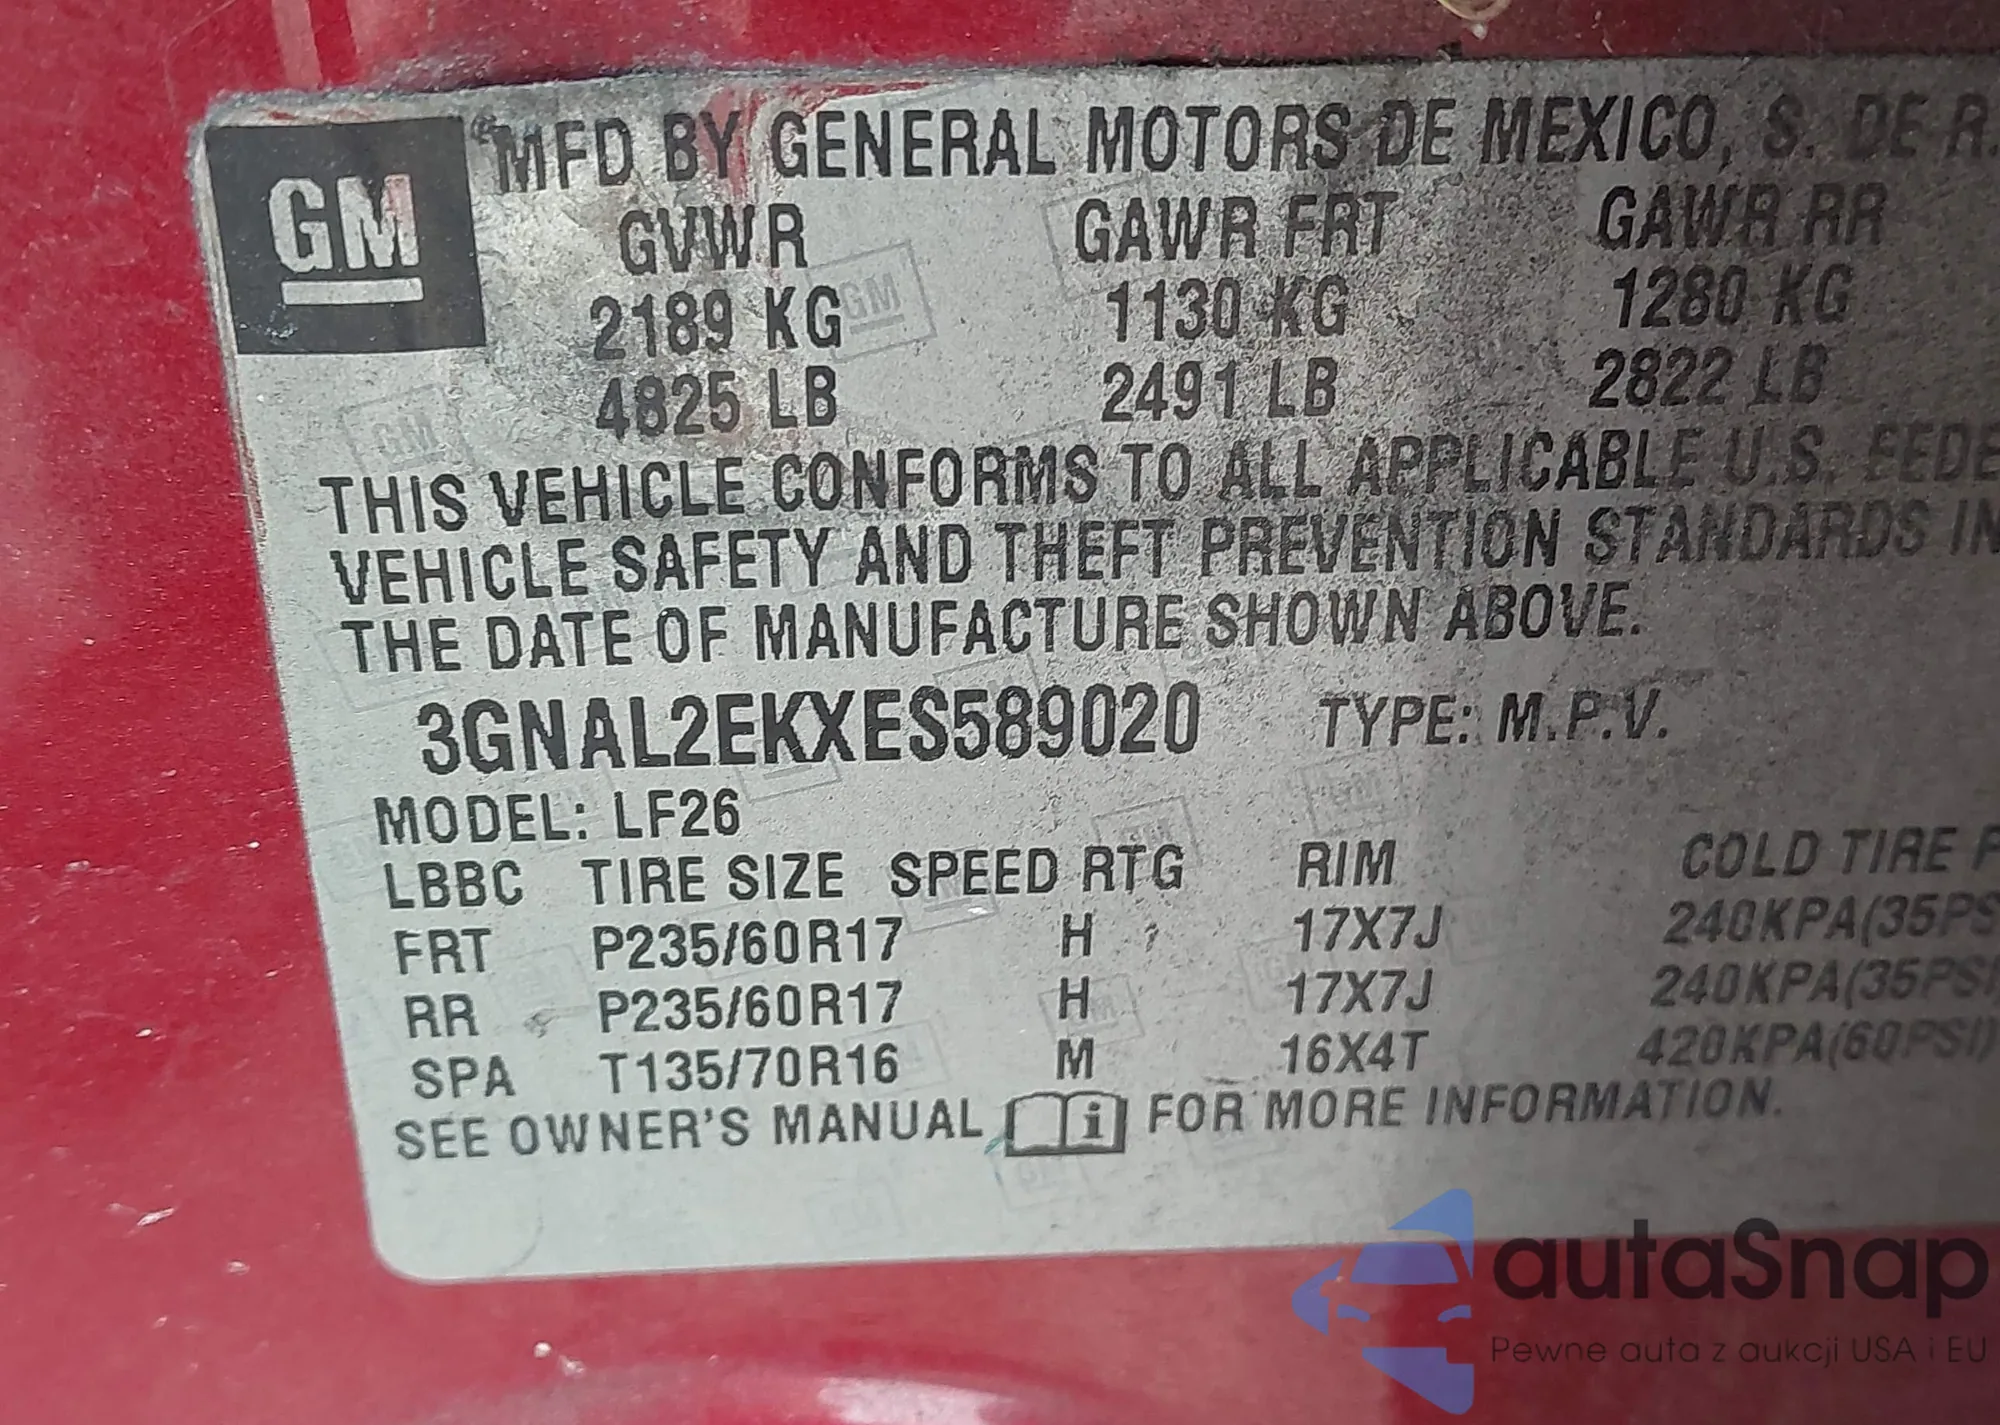 GM
MFD BY GENERAL MOTORS DE MEXICO, S. DE R.
GVWR GAWR FRT GAWR RR
2189 KG 1130 KG 1280 KG
4825 LB 2491 LB 2822 LB
THIS VEHICLE CONFORMS TO ALL APPLICABLE U.S. FEDE
VEHICLE SAFETY AND THEFT PREVENTION STANDARDS IN
THE DATE OF MANUFACTURE SHOWN ABOVE.
3GNAL2EKXES589020 TYPE: M.P.V.
MODEL: LF26
LBBC TIRE SIZE SPEED RTG RIM COLD TIRE P
FRT P235/60R17 H 17X7J 240KPA(35PS
RR P235/60R17 H 17X7J 240KPA(35PSI
SPA T135/70R16 M 16X4T 420KPA(60PSI)
SEE OWNER'S MANUAL i FOR MORE INFORMATION.
autaSnap
Pewne auta z aukcji USA i EU